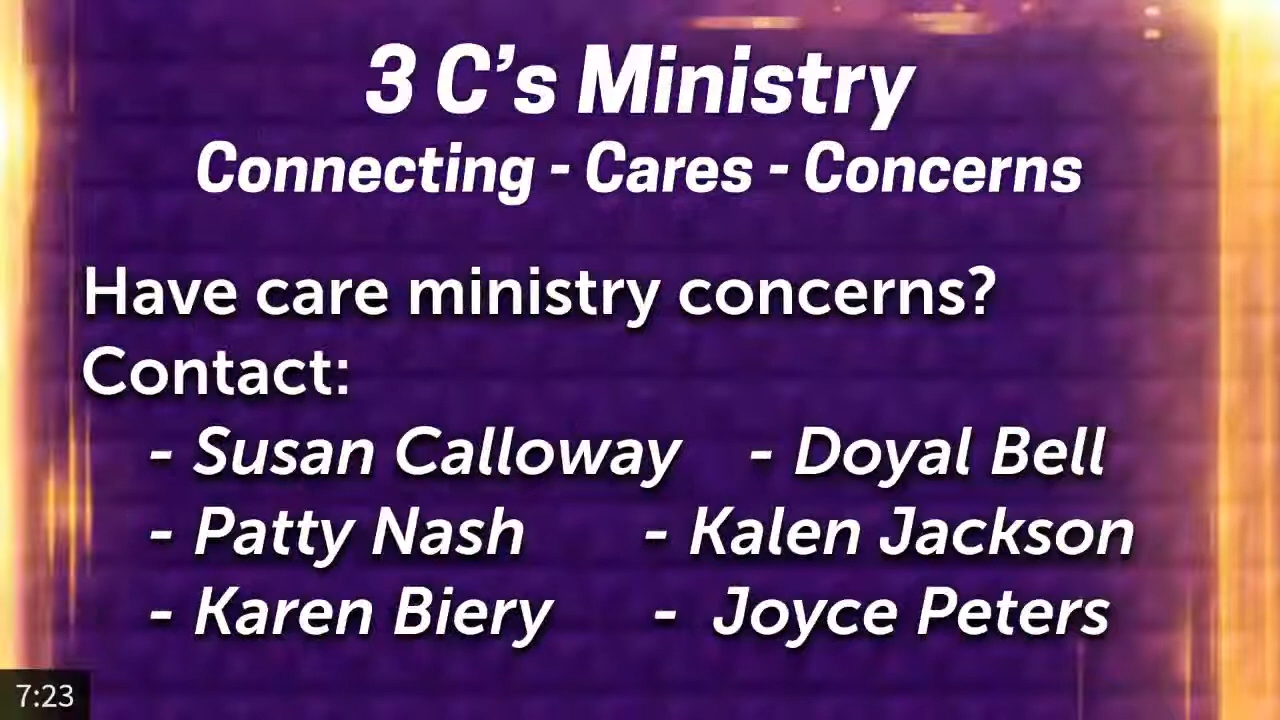 3 C’s Ministry
Connecting - Cares - Concerns
Have care ministry concerns?
Contact:
- Susan Calloway - Doyal Bell
- Patty Nash - Kalen Jackson
- Karen Biery - Joyce Peters
7:23